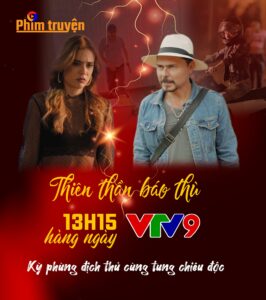 Phim truyện
Thiên thần báo thù
13H15
hàng ngày
VTV9
Kỳ phùng địch thủ cùng tung chiêu độc